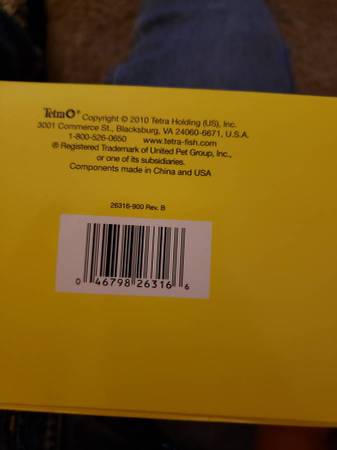 Tetra® Copyright © 2010 Tetra Holding (US), Inc.
3001 Commerce St., Blacksburg, VA 24060-6671, U.S.A.
1-800-526-0650 www.tetra-fish.com
® Registered Trademark of United Pet Group, Inc.,
or one of its subsidiaries.
Components made in China and USA
26316-900 Rev. B
0 46798 26316 6